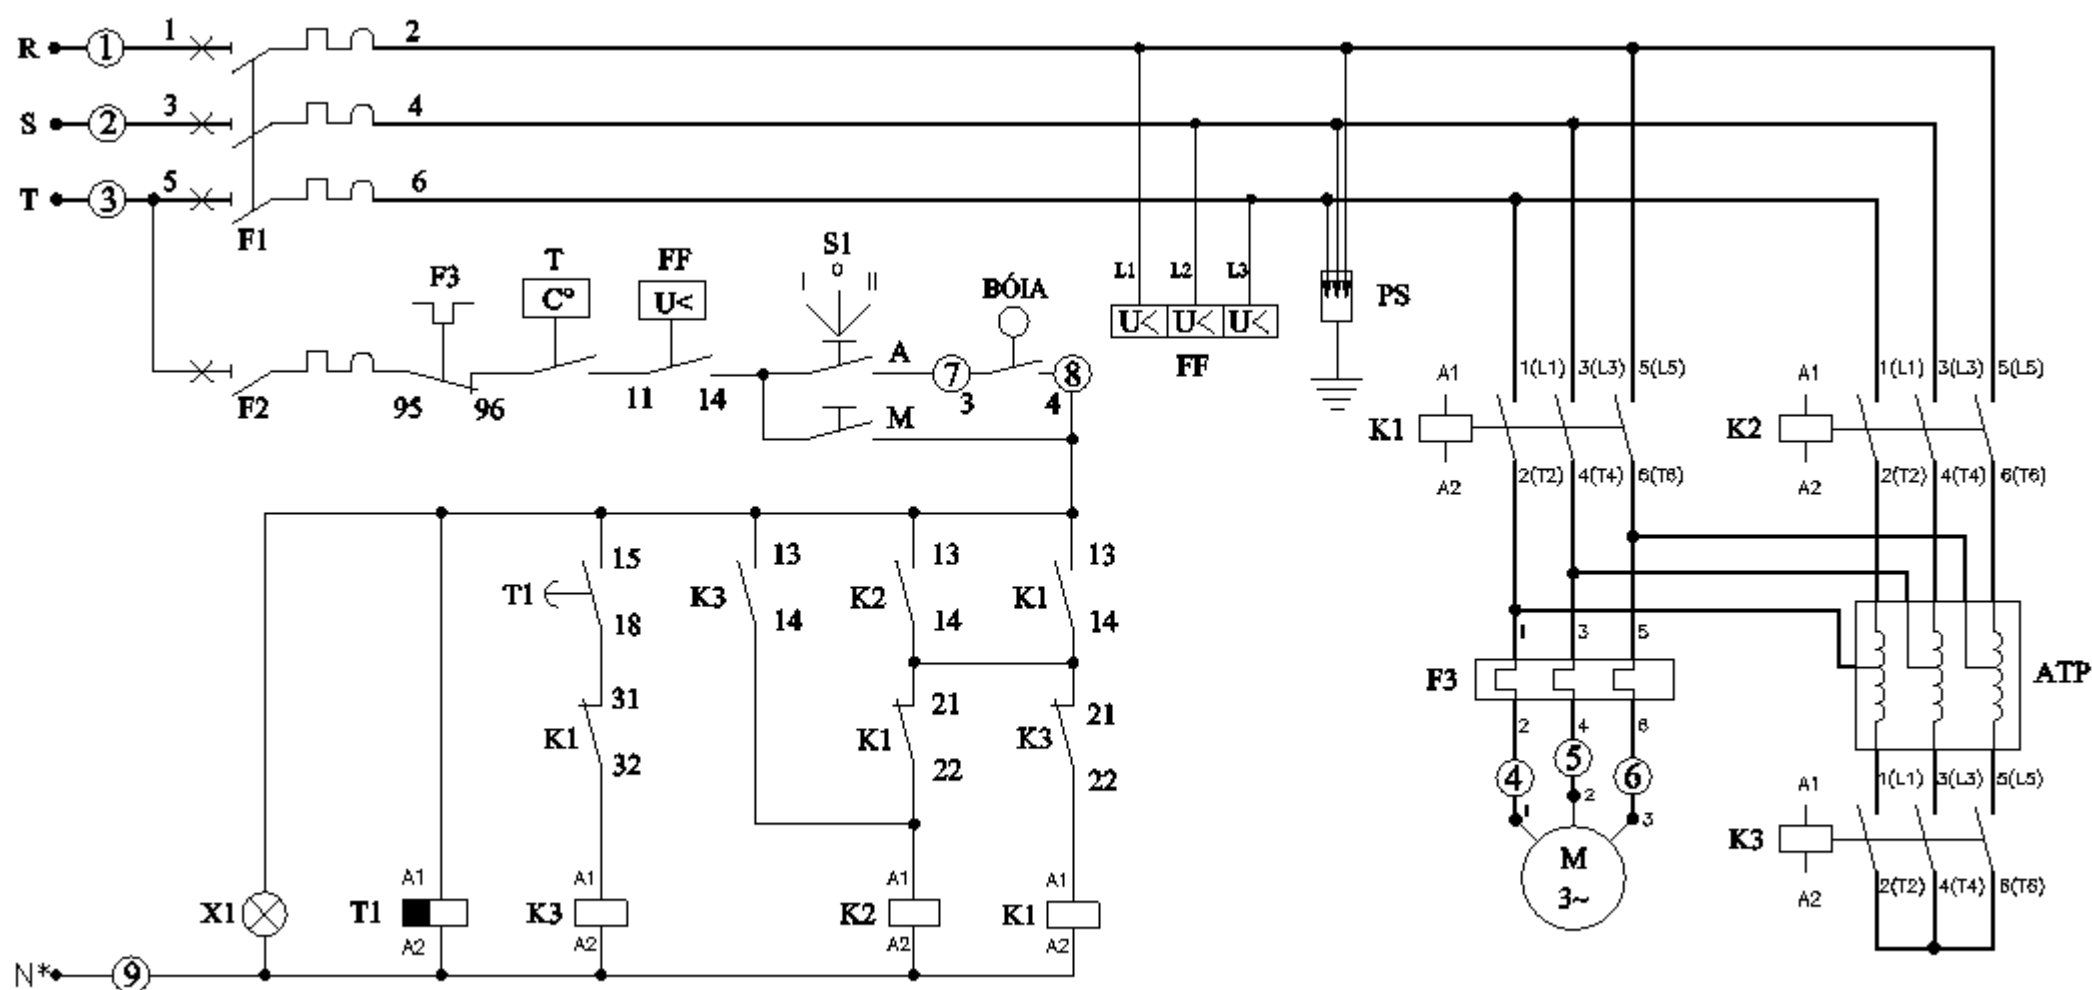 R 1 1 2
S 2 3 4
T 3 5 6
F1
F3 T FF S1 BÓIA
C° U< I 0 II
A 7 3 8 4
F2 95 96 11 14
M
L1 L2 L3
U< U< U<
FF
PS
A1 1(L1) 3(L3) 5(L5)
K1
A2 2(T2) 4(T4) 6(T6)
A1 1(L1) 3(L3) 5(L5)
K2
A2 2(T2) 4(T4) 6(T6)
15 13 13 13
T1 K3 K2 K1
18 14 14 14
31 21 21
K1 K1 K3
32 22 22
1 3 5
F3
2 4 6
4 5 6
1 2 3
M
3~
ATP
A1 1(L1) 3(L3) 5(L5)
K3
A2 2(T2) 4(T4) 6(T6)
A1 A1 A1 A1
X1 T1 K3 K2 K1
A2 A2 A2 A2
N* 9